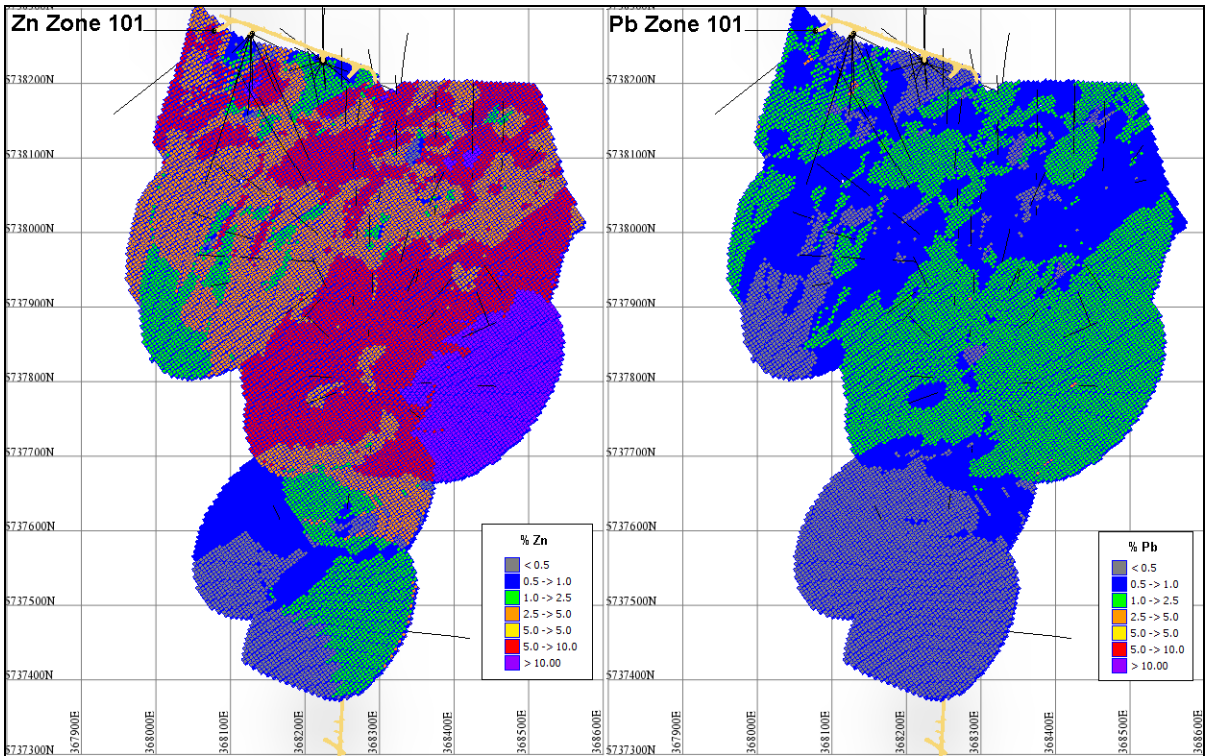 Zn Zone 101
5738200N
5738100N
5738000N
5737900N
5737800N
5737700N
5737600N
5737500N
5737400N
5737300N
367900E
368000E
368100E
368200E
368300E
368400E
368500E
368600E
% Zn
< 0.5
0.5 -> 1.0
1.0 -> 2.5
2.5 -> 5.0
5.0 -> 5.0
5.0 -> 10.0
> 10.00
Pb Zone 101
5738200N
5738100N
5738000N
5737900N
5737800N
5737700N
5737600N
5737500N
5737400N
5737300N
367900E
368000E
368100E
368200E
368300E
368400E
368500E
368600E
% Pb
< 0.5
0.5 -> 1.0
1.0 -> 2.5
2.5 -> 5.0
5.0 -> 5.0
5.0 -> 10.0
> 10.00